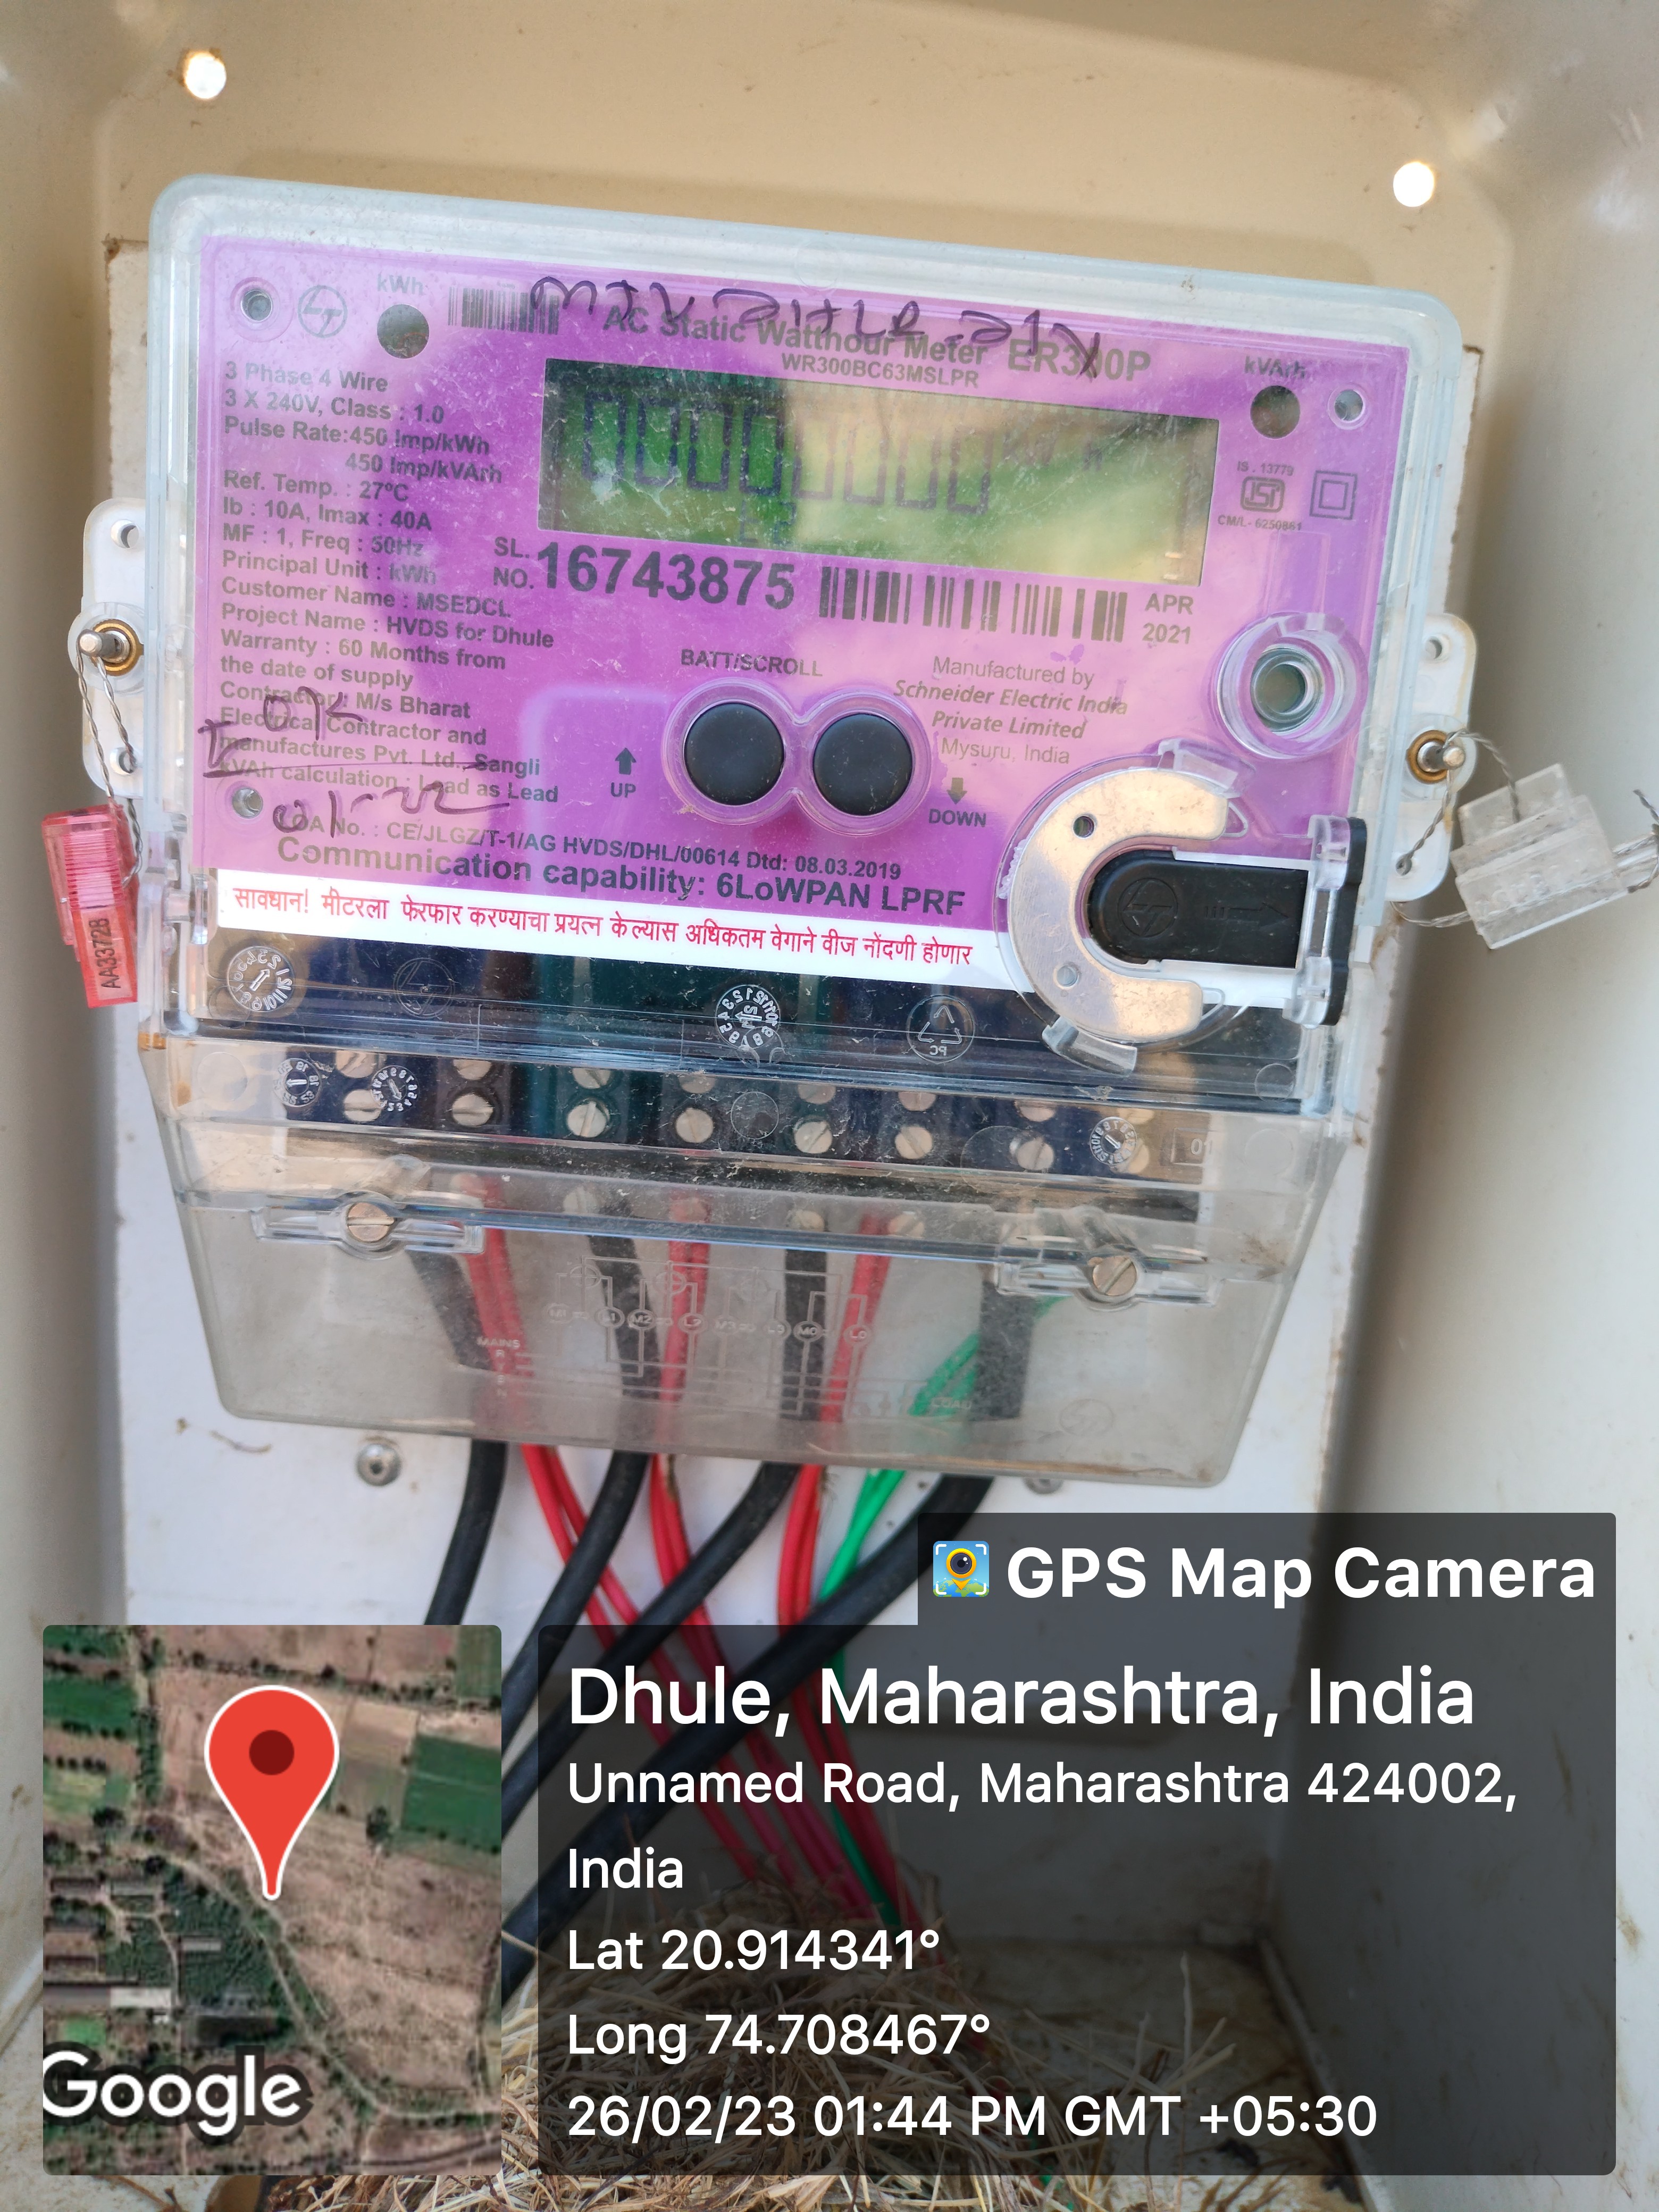 kWh
AC Static Watthour Meter ER300P
WR300BC63MSLPR
kVArh
3 Phase 4 Wire
3 X 240V, Class : 1.0
Pulse Rate:450 Imp/kWh
450 Imp/kVArh
Ref. Temp. : 27°C
Ib : 10A, Imax : 40A
MF : 1, Freq : 50Hz
Principal Unit : kWh
Customer Name : MSEDCL
Project Name : HVDS for Dhule
Warranty : 60 Months from
the date of supply
Contractor : M/s Bharat
Electrical Contractor and
manufactures Pvt. Ltd., Sangli
kVAh calculation : Lead as Lead
LOA No. : CE/JLGZ/T-1/AG HVDS/DHL/00614 Dtd: 08.03.2019
Communication capability: 6LoWPAN LPRF
IS . 13779
CM/L- 6250861
SL.
NO. 16743875
APR
2021
BATT/SCROLL
UP
DOWN
Manufactured by
Schneider Electric India
Private Limited
Mysuru, India
सावधान! मीटरला फेरफार करण्याचा प्रयत्न केल्यास अधिकतम वेगाने वीज नोंदणी होणार
AA33728
PC
01
MAINS
LOAD
GPS Map Camera
Dhule, Maharashtra, India
Unnamed Road, Maharashtra 424002,
India
Lat 20.914341°
Long 74.708467°
26/02/23 01:44 PM GMT +05:30
Google